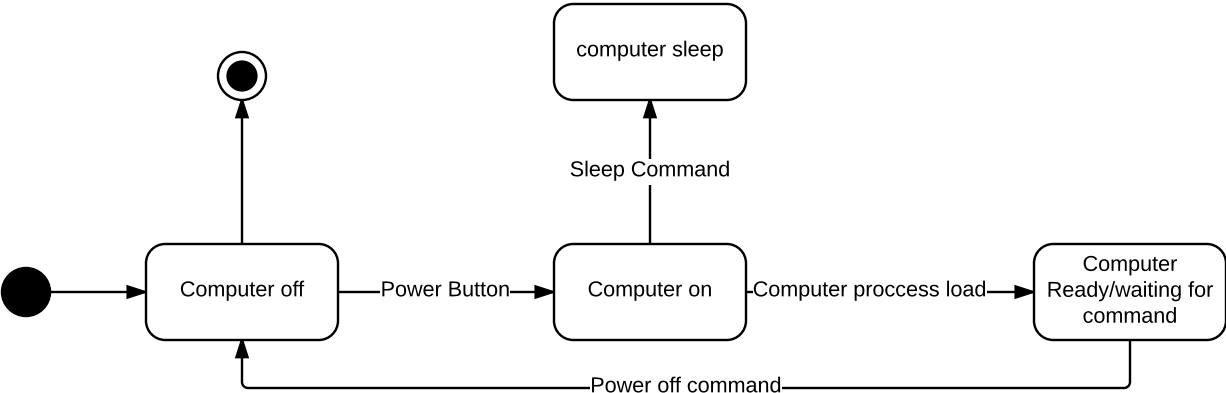 computer sleep
Sleep Command
Computer off
Power Button
Computer on
Computer proccess load
Computer
Ready/waiting for
command
Power off command